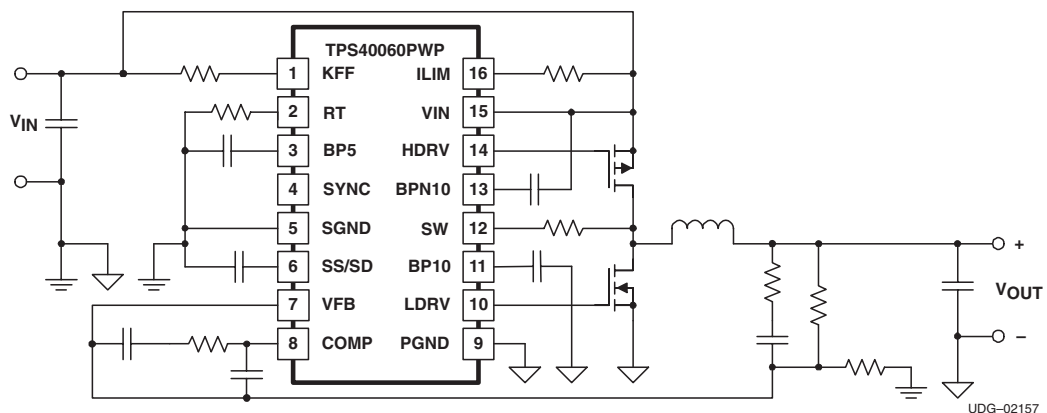 TPS40060PWP
1 KFF ILIM 16
2 RT VIN 15
3 BP5 HDRV 14
4 SYNC BPN10 13
5 SGND SW 12
6 SS/SD BP10 11
7 VFB LDRV 10
8 COMP PGND 9
VIN
+
VOUT
−
UDG–02157